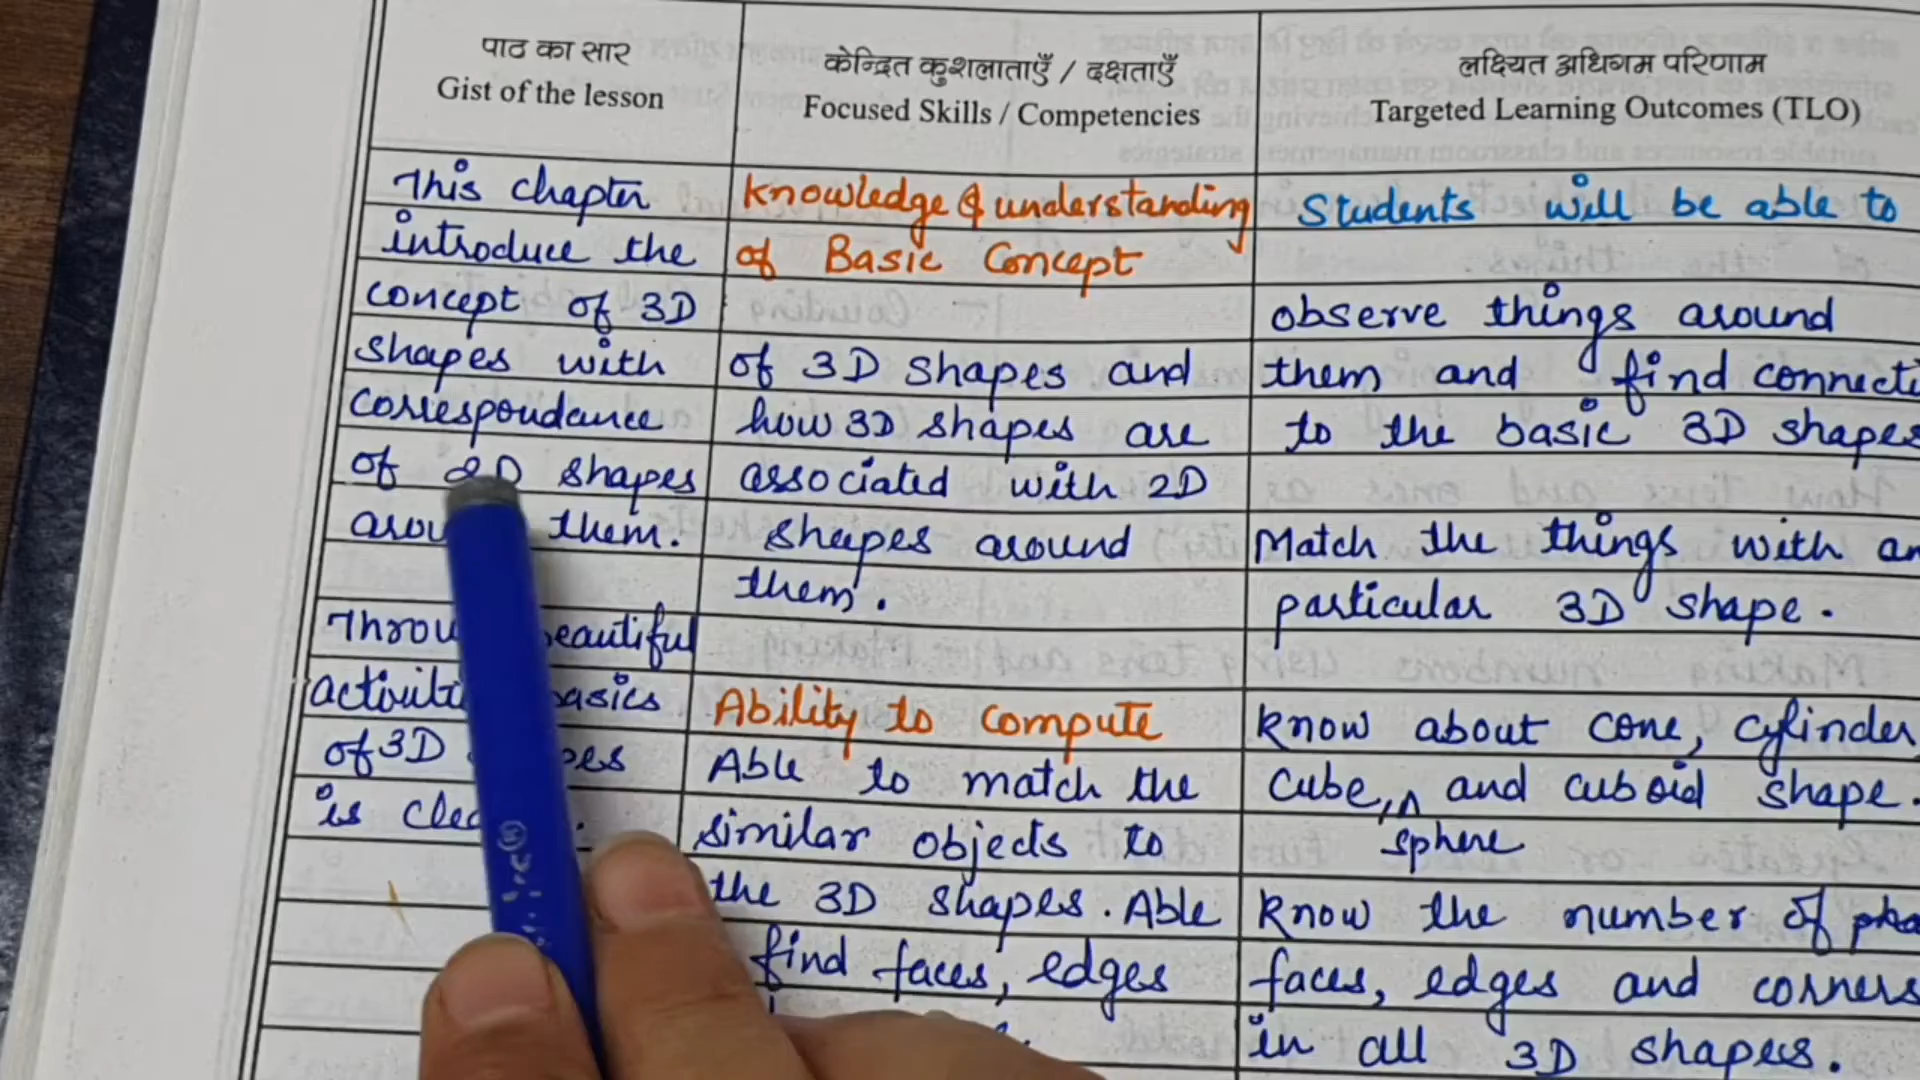 पाठ का सार
Gist of the lesson
This chapter
introduce the
concept of 3D
shapes with
correspondance
of 2D shapes
them.
beautiful
basics
of 3D
is
केन्द्रित कुशलाताएँ / दक्षताएँ
Focused Skills / Competencies
knowledge & understanding
of Basic Concept
of 3D shapes and
how 3D shapes are
associated with 2D
shapes around
them.
Ability to compute
Able to match the
similar objects to
the 3D shapes. Able
find faces, edges
लक्ष्यित अधिगम परिणाम
Targeted Learning Outcomes (TLO)
Students will be able to
observe things around
them and find
to the basic 3D shapes
Match the things with
particular 3D shape.
know about cone, cylinder,
cube, and cuboid shape.
sphere
know the number of
faces, edges and corners
in all 3D shapes.